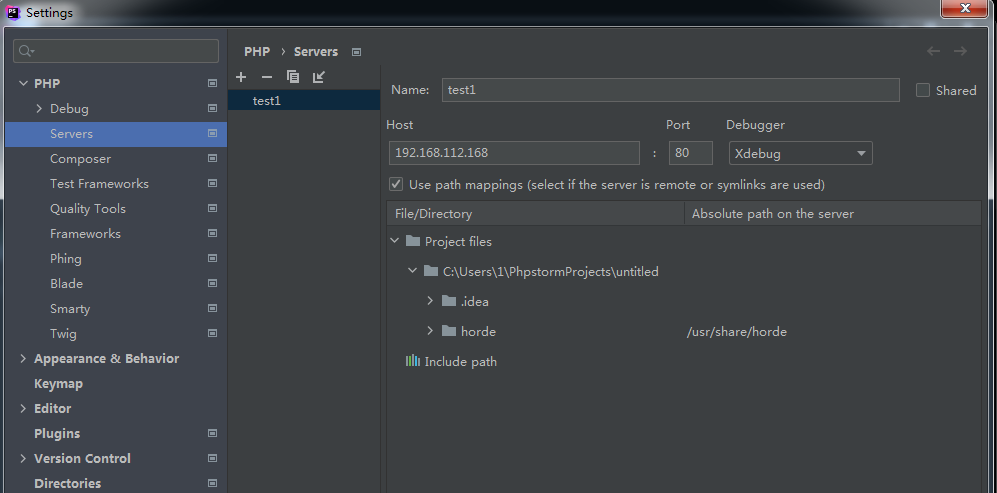 PS Settings
PHP › Servers
PHP
Debug
Servers
Composer
Test Frameworks
Quality Tools
Frameworks
Phing
Blade
Smarty
Twig
Appearance & Behavior
Keymap
Editor
Plugins
Version Control
Directories
test1
Name: test1 Shared
Host Port Debugger
192.168.112.168 : 80 Xdebug
Use path mappings (select if the server is remote or symlinks are used)
File/Directory Absolute path on the server
Project files
C:\Users\1\PhpstormProjects\untitled
.idea
horde /usr/share/horde
Include path